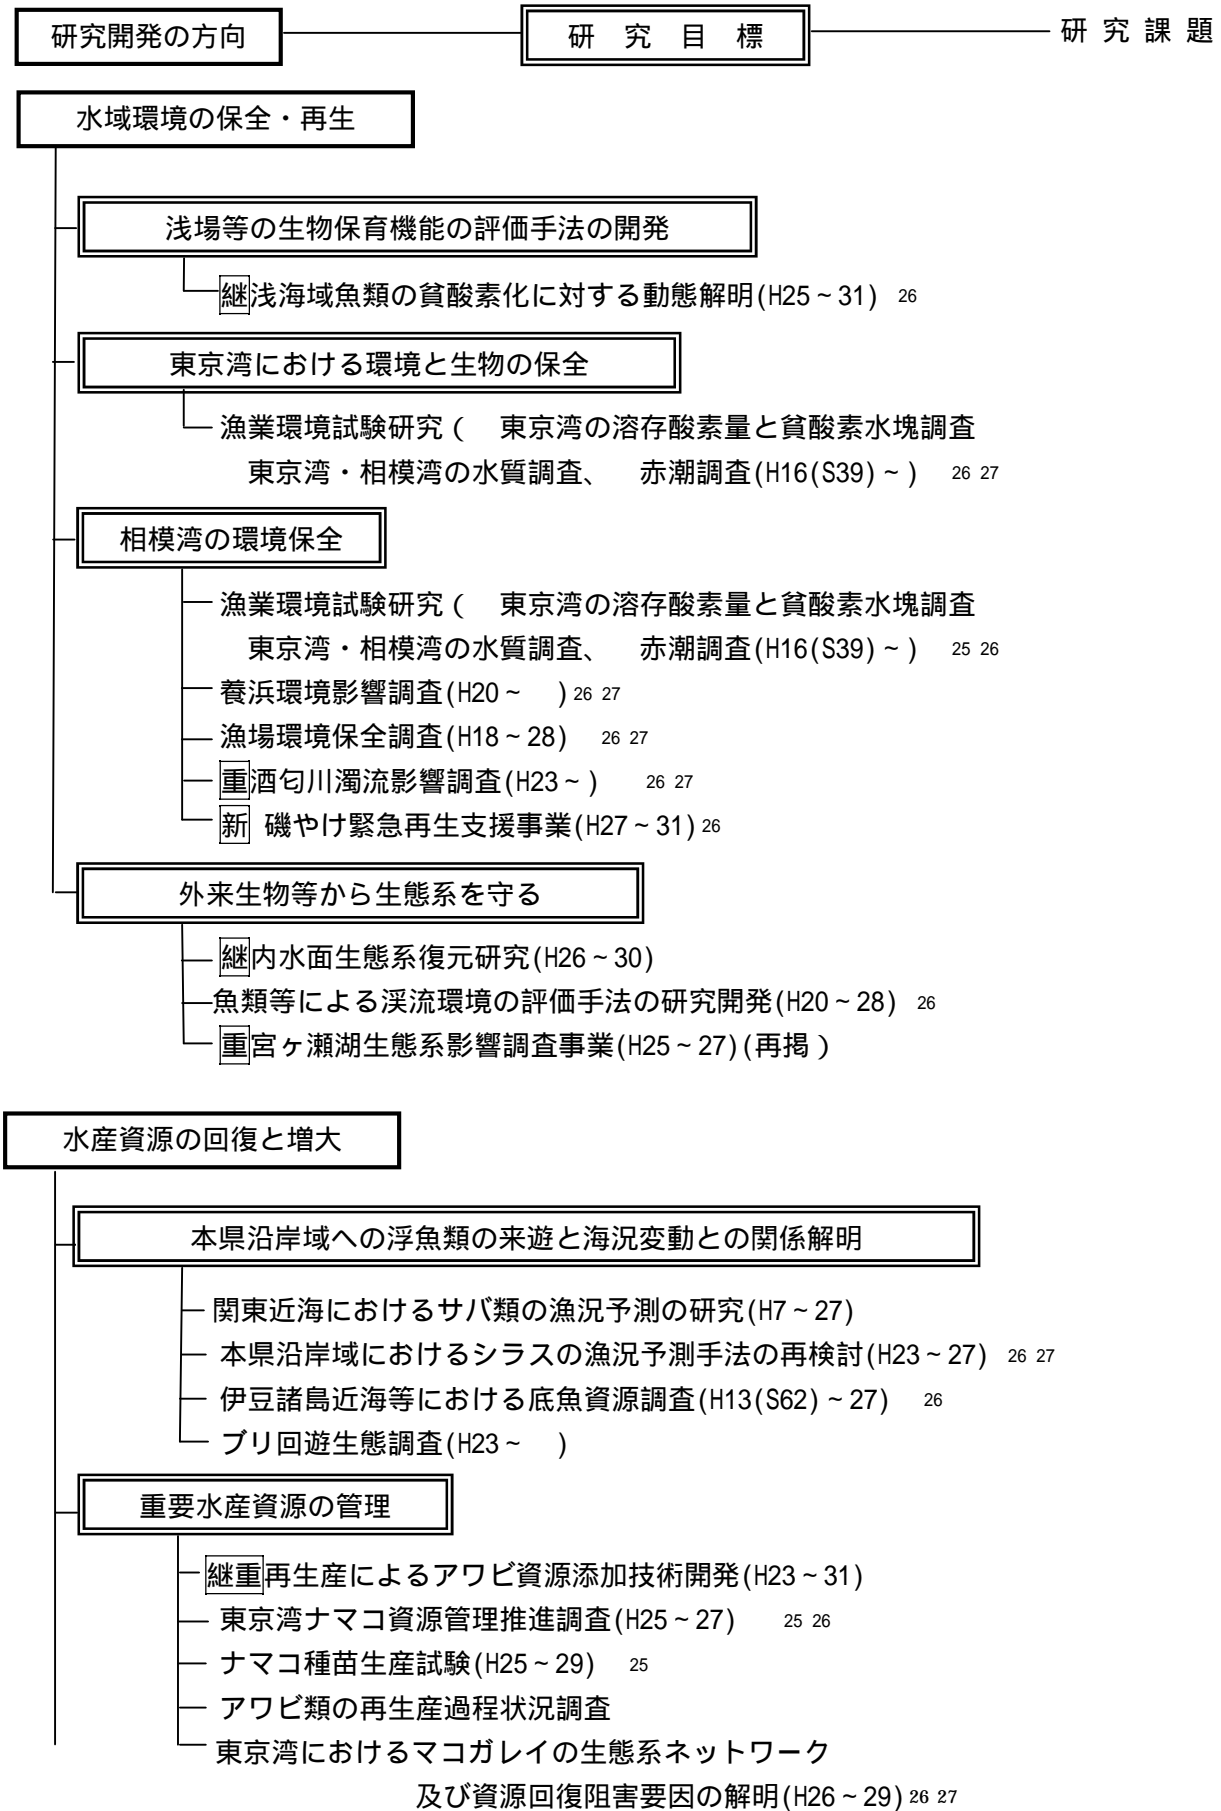 研究開発の方向 研究目標 研究課題
水域環境の保全・再生
浅場等の生物保育機能の評価手法の開発
継浅海域魚類の貧酸素化に対する動態解明(H25~31) 26
東京湾における環境と生物の保全
漁業環境試験研究( 東京湾の溶存酸素量と貧酸素水塊調査
東京湾・相模湾の水質調査、 赤潮調査(H16(S39)~) 26 27
相模湾の環境保全
漁業環境試験研究( 東京湾の溶存酸素量と貧酸素水塊調査
東京湾・相模湾の水質調査、 赤潮調査(H16(S39)~) 25 26
養浜環境影響調査(H20~ ) 26 27
漁場環境保全調査(H18~28) 26 27
重酒匂川濁流影響調査(H23~) 26 27
新 磯やけ緊急再生支援事業(H27~31) 26
外来生物等から生態系を守る
継内水面生態系復元研究(H26~30)
魚類等による渓流環境の評価手法の研究開発(H20~28) 26
重宮ヶ瀬湖生態系影響調査事業(H25~27)(再掲)
水産資源の回復と増大
本県沿岸域への浮魚類の来遊と海況変動との関係解明
関東近海におけるサバ類の漁況予測の研究(H7~27)
本県沿岸域におけるシラスの漁況予測手法の再検討(H23~27) 26 27
伊豆諸島近海等における底魚資源調査(H13(S62)~27) 26
ブリ回遊生態調査(H23~ )
重要水産資源の管理
継重再生産によるアワビ資源添加技術開発(H23~31)
東京湾ナマコ資源管理推進調査(H25~27) 25 26
ナマコ種苗生産試験(H25~29) 25
アワビ類の再生産過程状況調査
東京湾におけるマコガレイの生態系ネットワーク
及び資源回復阻害要因の解明(H26~29) 26 27